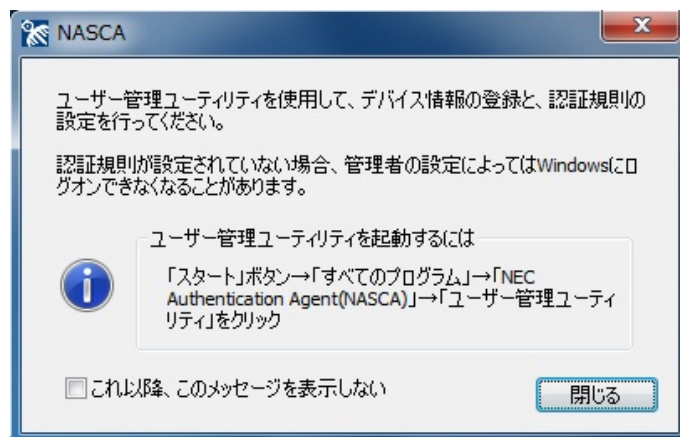 NASCA
ユーザー管理ユーティリティを使用して、デバイス情報の登録と、認証規則の
設定を行ってください。
認証規則が設定されていない場合、管理者の設定によってはWindowsにロ
グオンできなくなることがあります。
ユーザー管理ユーティリティを起動するには
「スタート」ボタン→「すべてのプログラム」→「NEC
Authentication Agent(NASCA)」→「ユーザー管理ユーティ
リティ」をクリック
これ以降、このメッセージを表示しない
閉じる